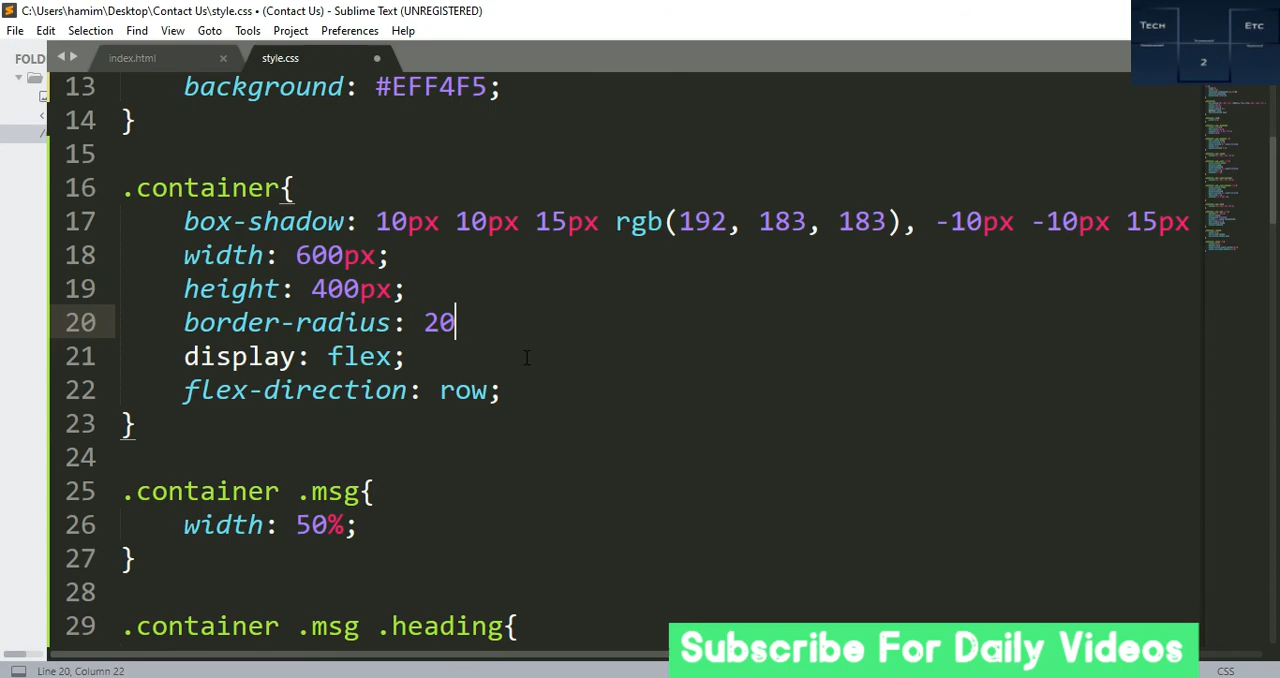 C:\Users\hamim\Desktop\Contact Us\style.css • (Contact Us) - Sublime Text (UNREGISTERED)
File Edit Selection Find View Goto Tools Project Preferences Help
Tech Etc
2
FOLD
index.html style.css
13 background: #EFF4F5;
14 }
15
16 .container{
17 box-shadow: 10px 10px 15px rgb(192, 183, 183), -10px -10px 15px
18 width: 600px;
19 height: 400px;
20 border-radius: 20
21 display: flex;
22 flex-direction: row;
23 }
24
25 .container .msg{
26 width: 50%;
27 }
28
29 .container .msg .heading{
Subscribe For Daily Videos
Line 20, Column 22 CSS